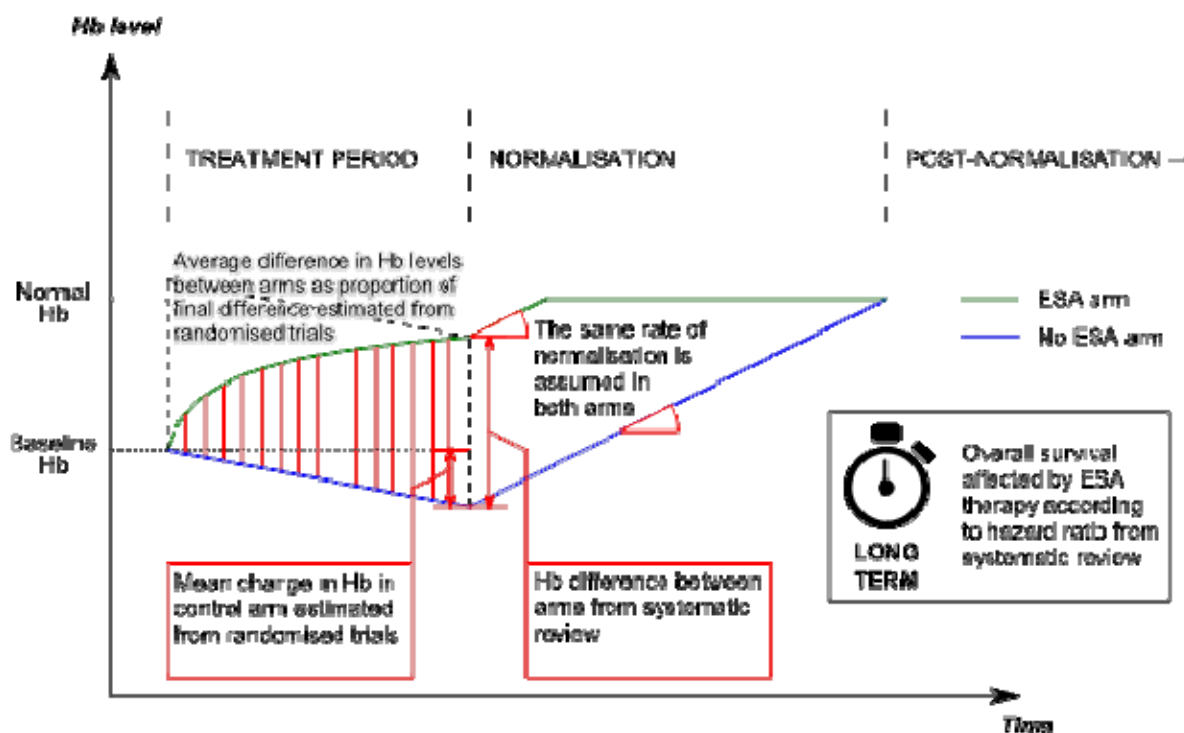 Hb level
TREATMENT PERIOD
NORMALISATION
POST-NORMALISATION
Average difference in Hb levels
between arms as proportion of
final difference estimated from
randomised trials
Normal
Hb
The same rate of
normalisation is
assumed in
both arms
ESA arm
No ESA arm
Baseline
Hb
Overall survival
affected by ESA
therapy according
to hazard ratio from
systematic review
LONG
TERM
Mean change in Hb in
control arm estimated
from randomised trials
Hb difference between
arms from systematic
review
Time